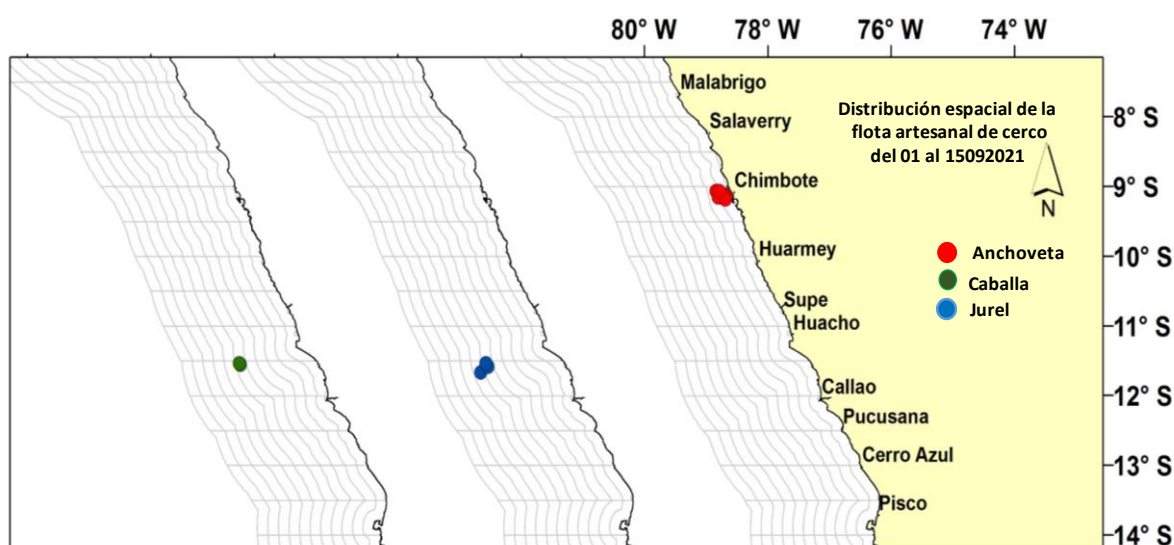 80° W 78° W 76° W 74° W
Malabrigo
Distribución espacial de la
flota artesanal de cerco
del 01 al 15092021
8° S
Salaverry
Chimbote
9° S
N
Huarmey
10° S
Anchoveta
Caballa
Jurel
Supe
Huacho
11° S
Callao
12° S
Pucusana
Cerro Azul
13° S
Pisco
14° S